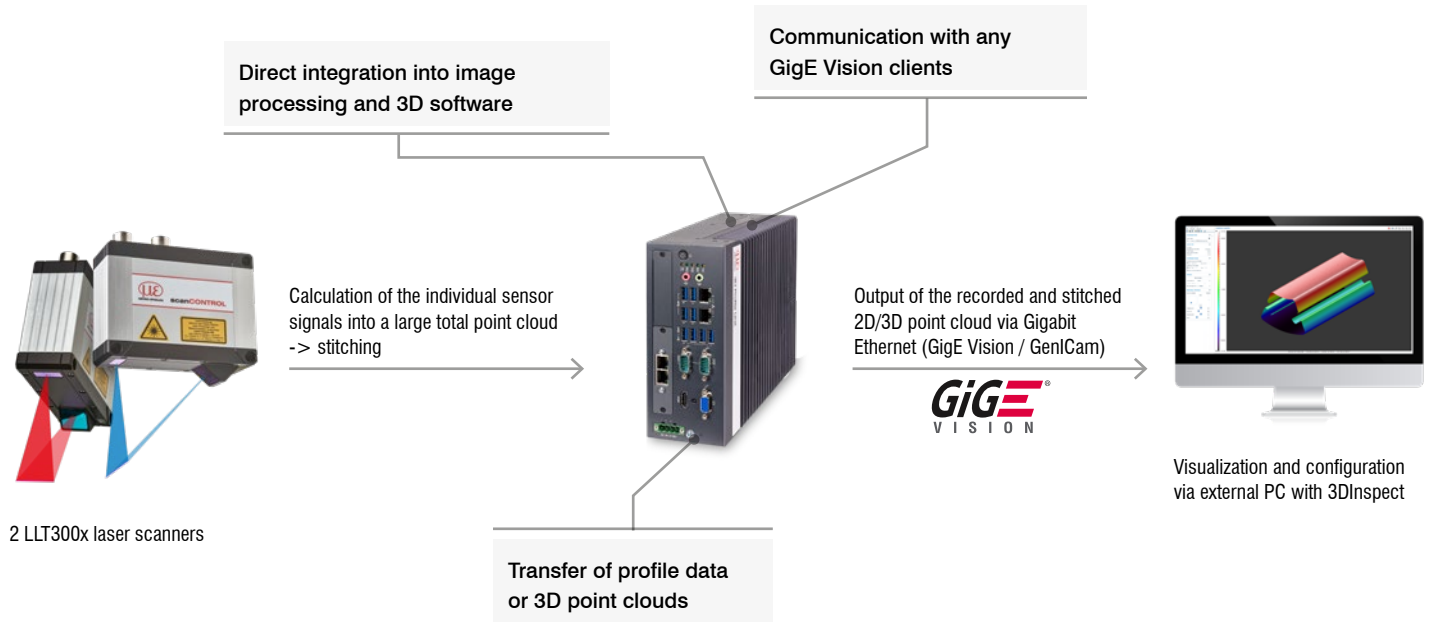 Direct integration into image
processing and 3D software
Communication with any
GigE Vision clients
scanCONTROL
Calculation of the individual sensor
signals into a large total point cloud
-> stitching
Output of the recorded and stitched
2D/3D point cloud via Gigabit
Ethernet (GigE Vision / GenICam)
GiGE®
VISION
Visualization and configuration
via external PC with 3DInspect
2 LLT300x laser scanners
Transfer of profile data
or 3D point clouds